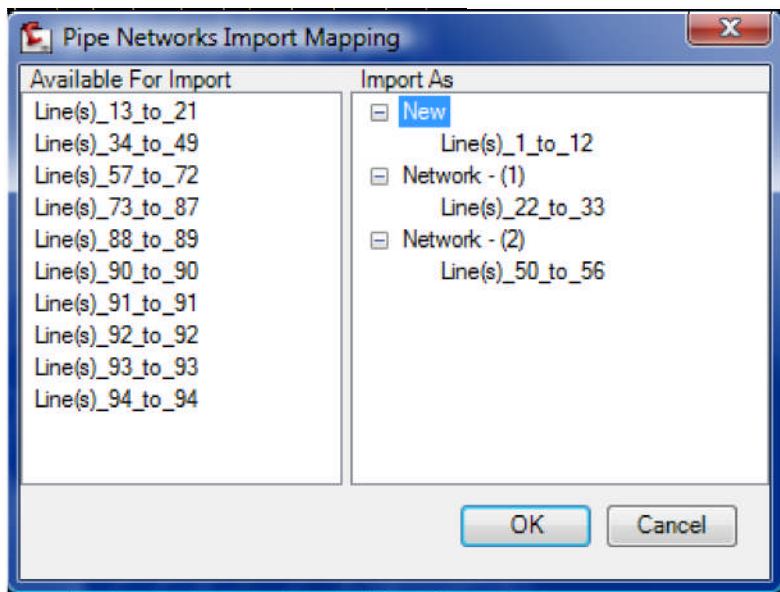 Pipe Networks Import Mapping
Available For Import
Line(s)_13_to_21
Line(s)_34_to_49
Line(s)_57_to_72
Line(s)_73_to_87
Line(s)_88_to_89
Line(s)_90_to_90
Line(s)_91_to_91
Line(s)_92_to_92
Line(s)_93_to_93
Line(s)_94_to_94
Import As
New
Line(s)_1_to_12
Network - (1)
Line(s)_22_to_33
Network - (2)
Line(s)_50_to_56
OK
Cancel